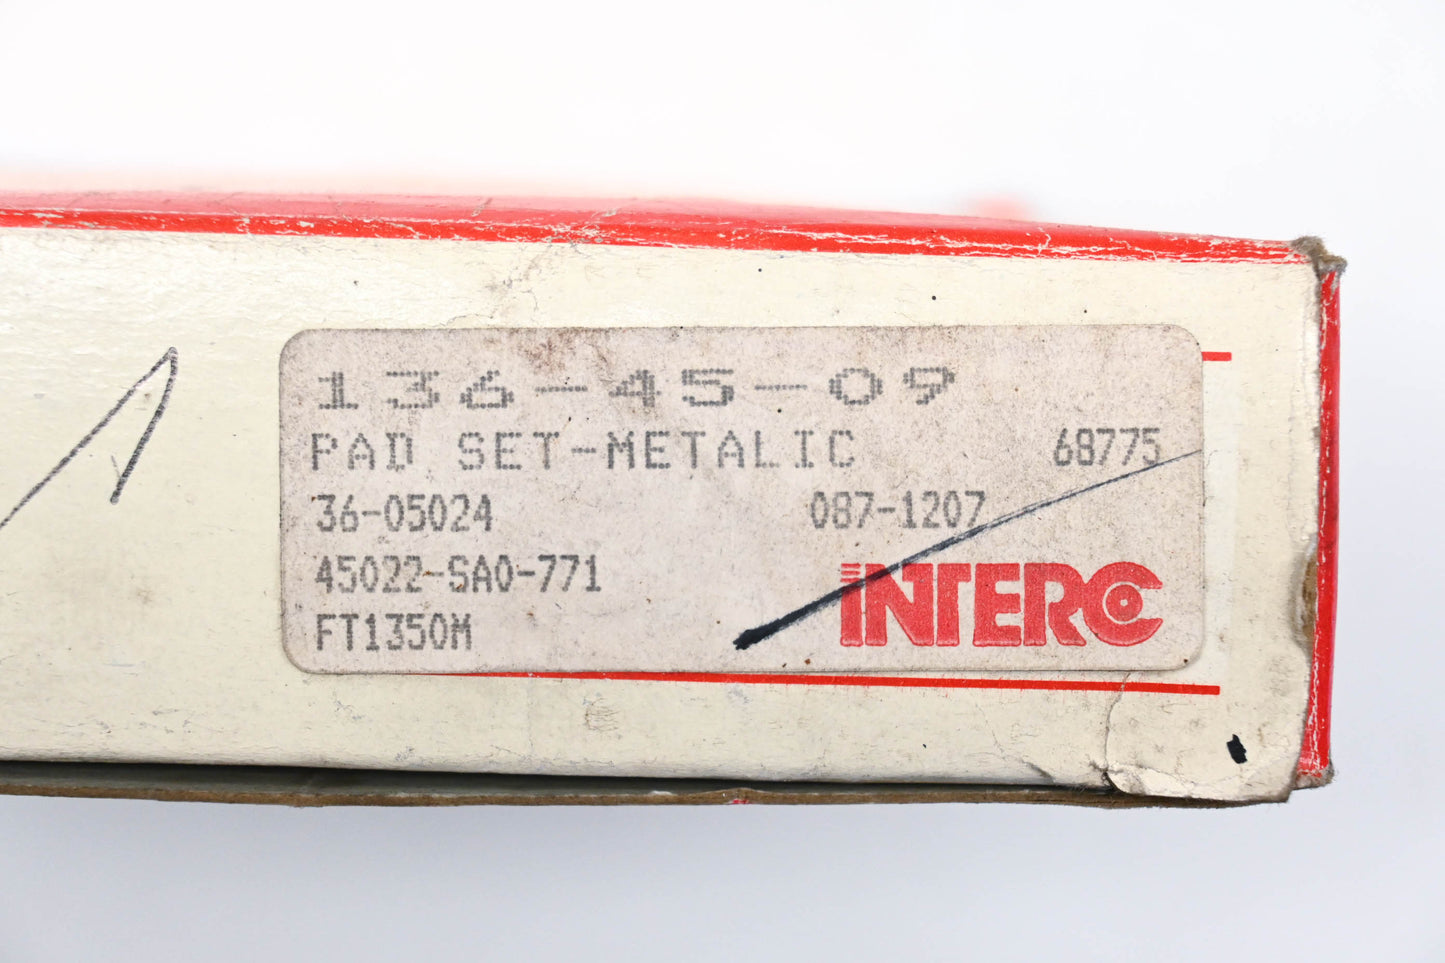 136-45-09
PAD SET-METALIC 68775
36-05024 087-1207
45022-SA0-771
FT1350M
INTERC